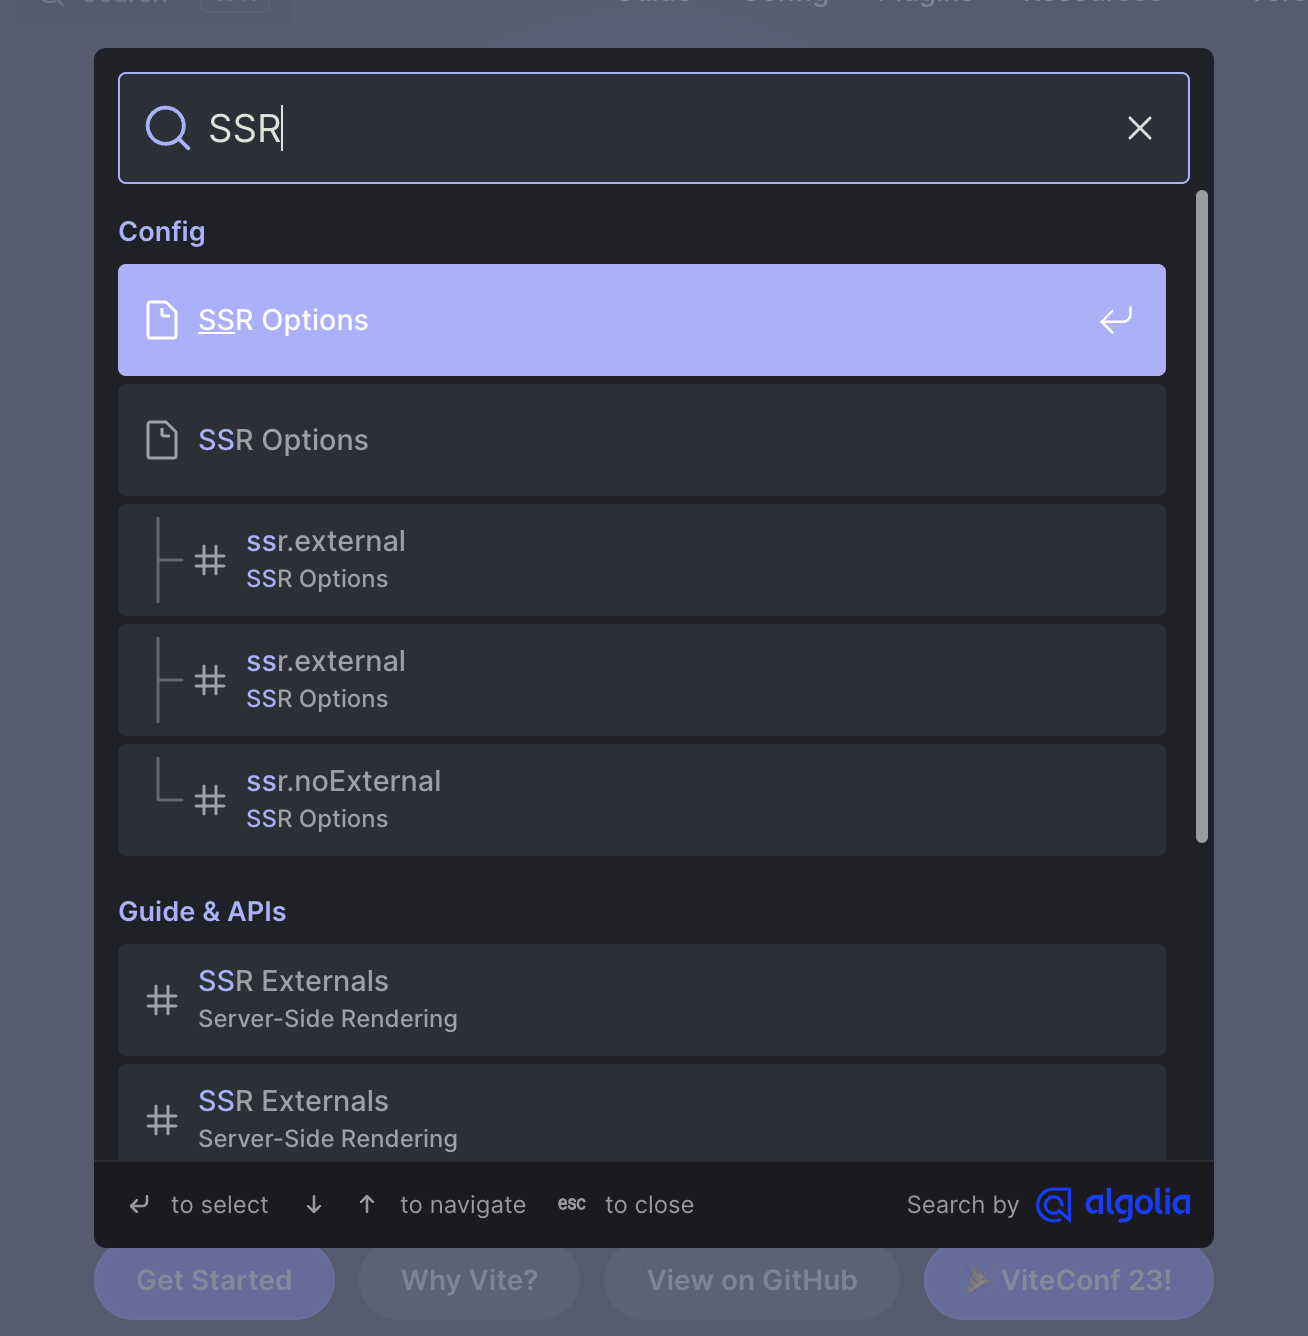 SSR
Config
SSR Options
SSR Options
ssr.external
SSR Options
ssr.external
SSR Options
ssr.noExternal
SSR Options
Guide & APIs
SSR Externals
Server-Side Rendering
SSR Externals
Server-Side Rendering
to select to navigate esc to close Search by algolia
Get Started Why Vite? View on GitHub 🎉 ViteConf 23!